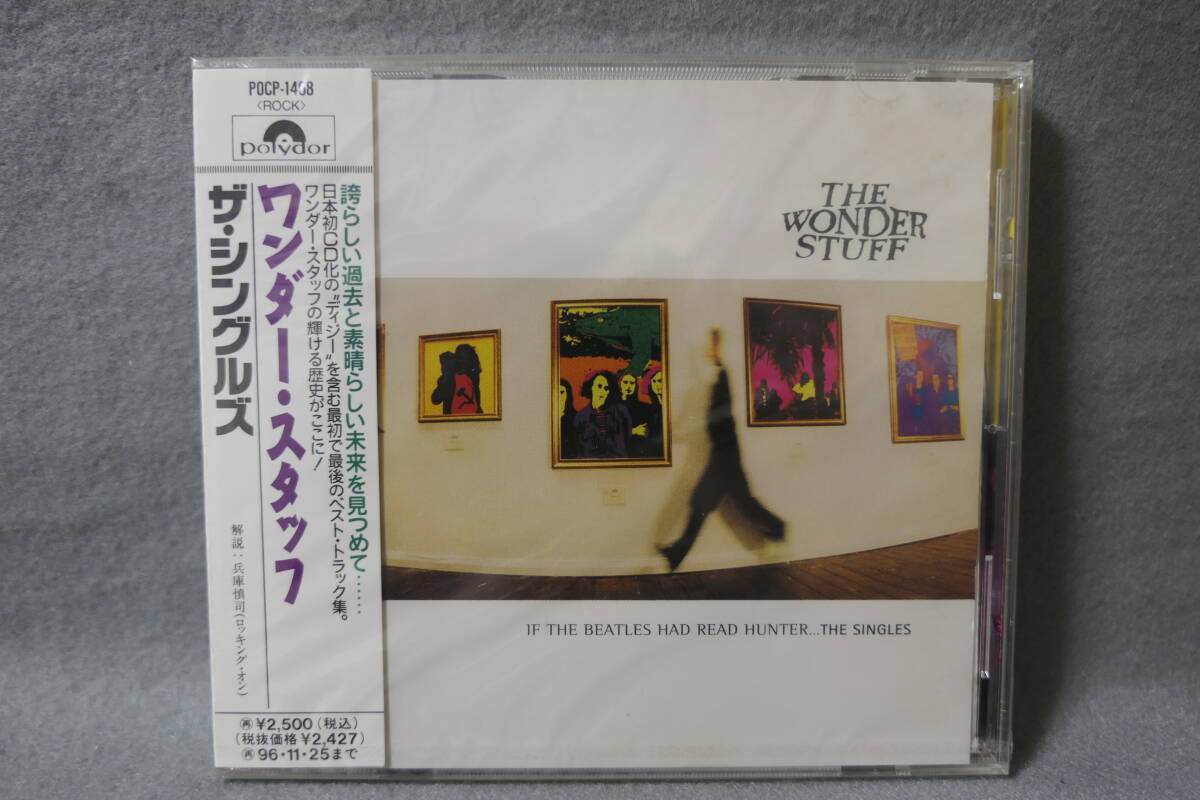 POCP-1498
〈ROCK〉
polydor
誇らしい過去と素晴らしい未来を見つめて……
日本初CD化の"ディジー"を含む最初で最後のベスト・トラック集。
ワンダー・スタッフの輝ける歴史がここに!
ワンダー・スタッフ
ザ・シングルズ
解説:兵庫慎司(ロッキング・オン)
再¥2,500(税込)
(税抜価格¥2,427)
再96・11・25まで
THE
WONDER
STUFF
IF THE BEATLES HAD READ HUNTER...THE SINGLES